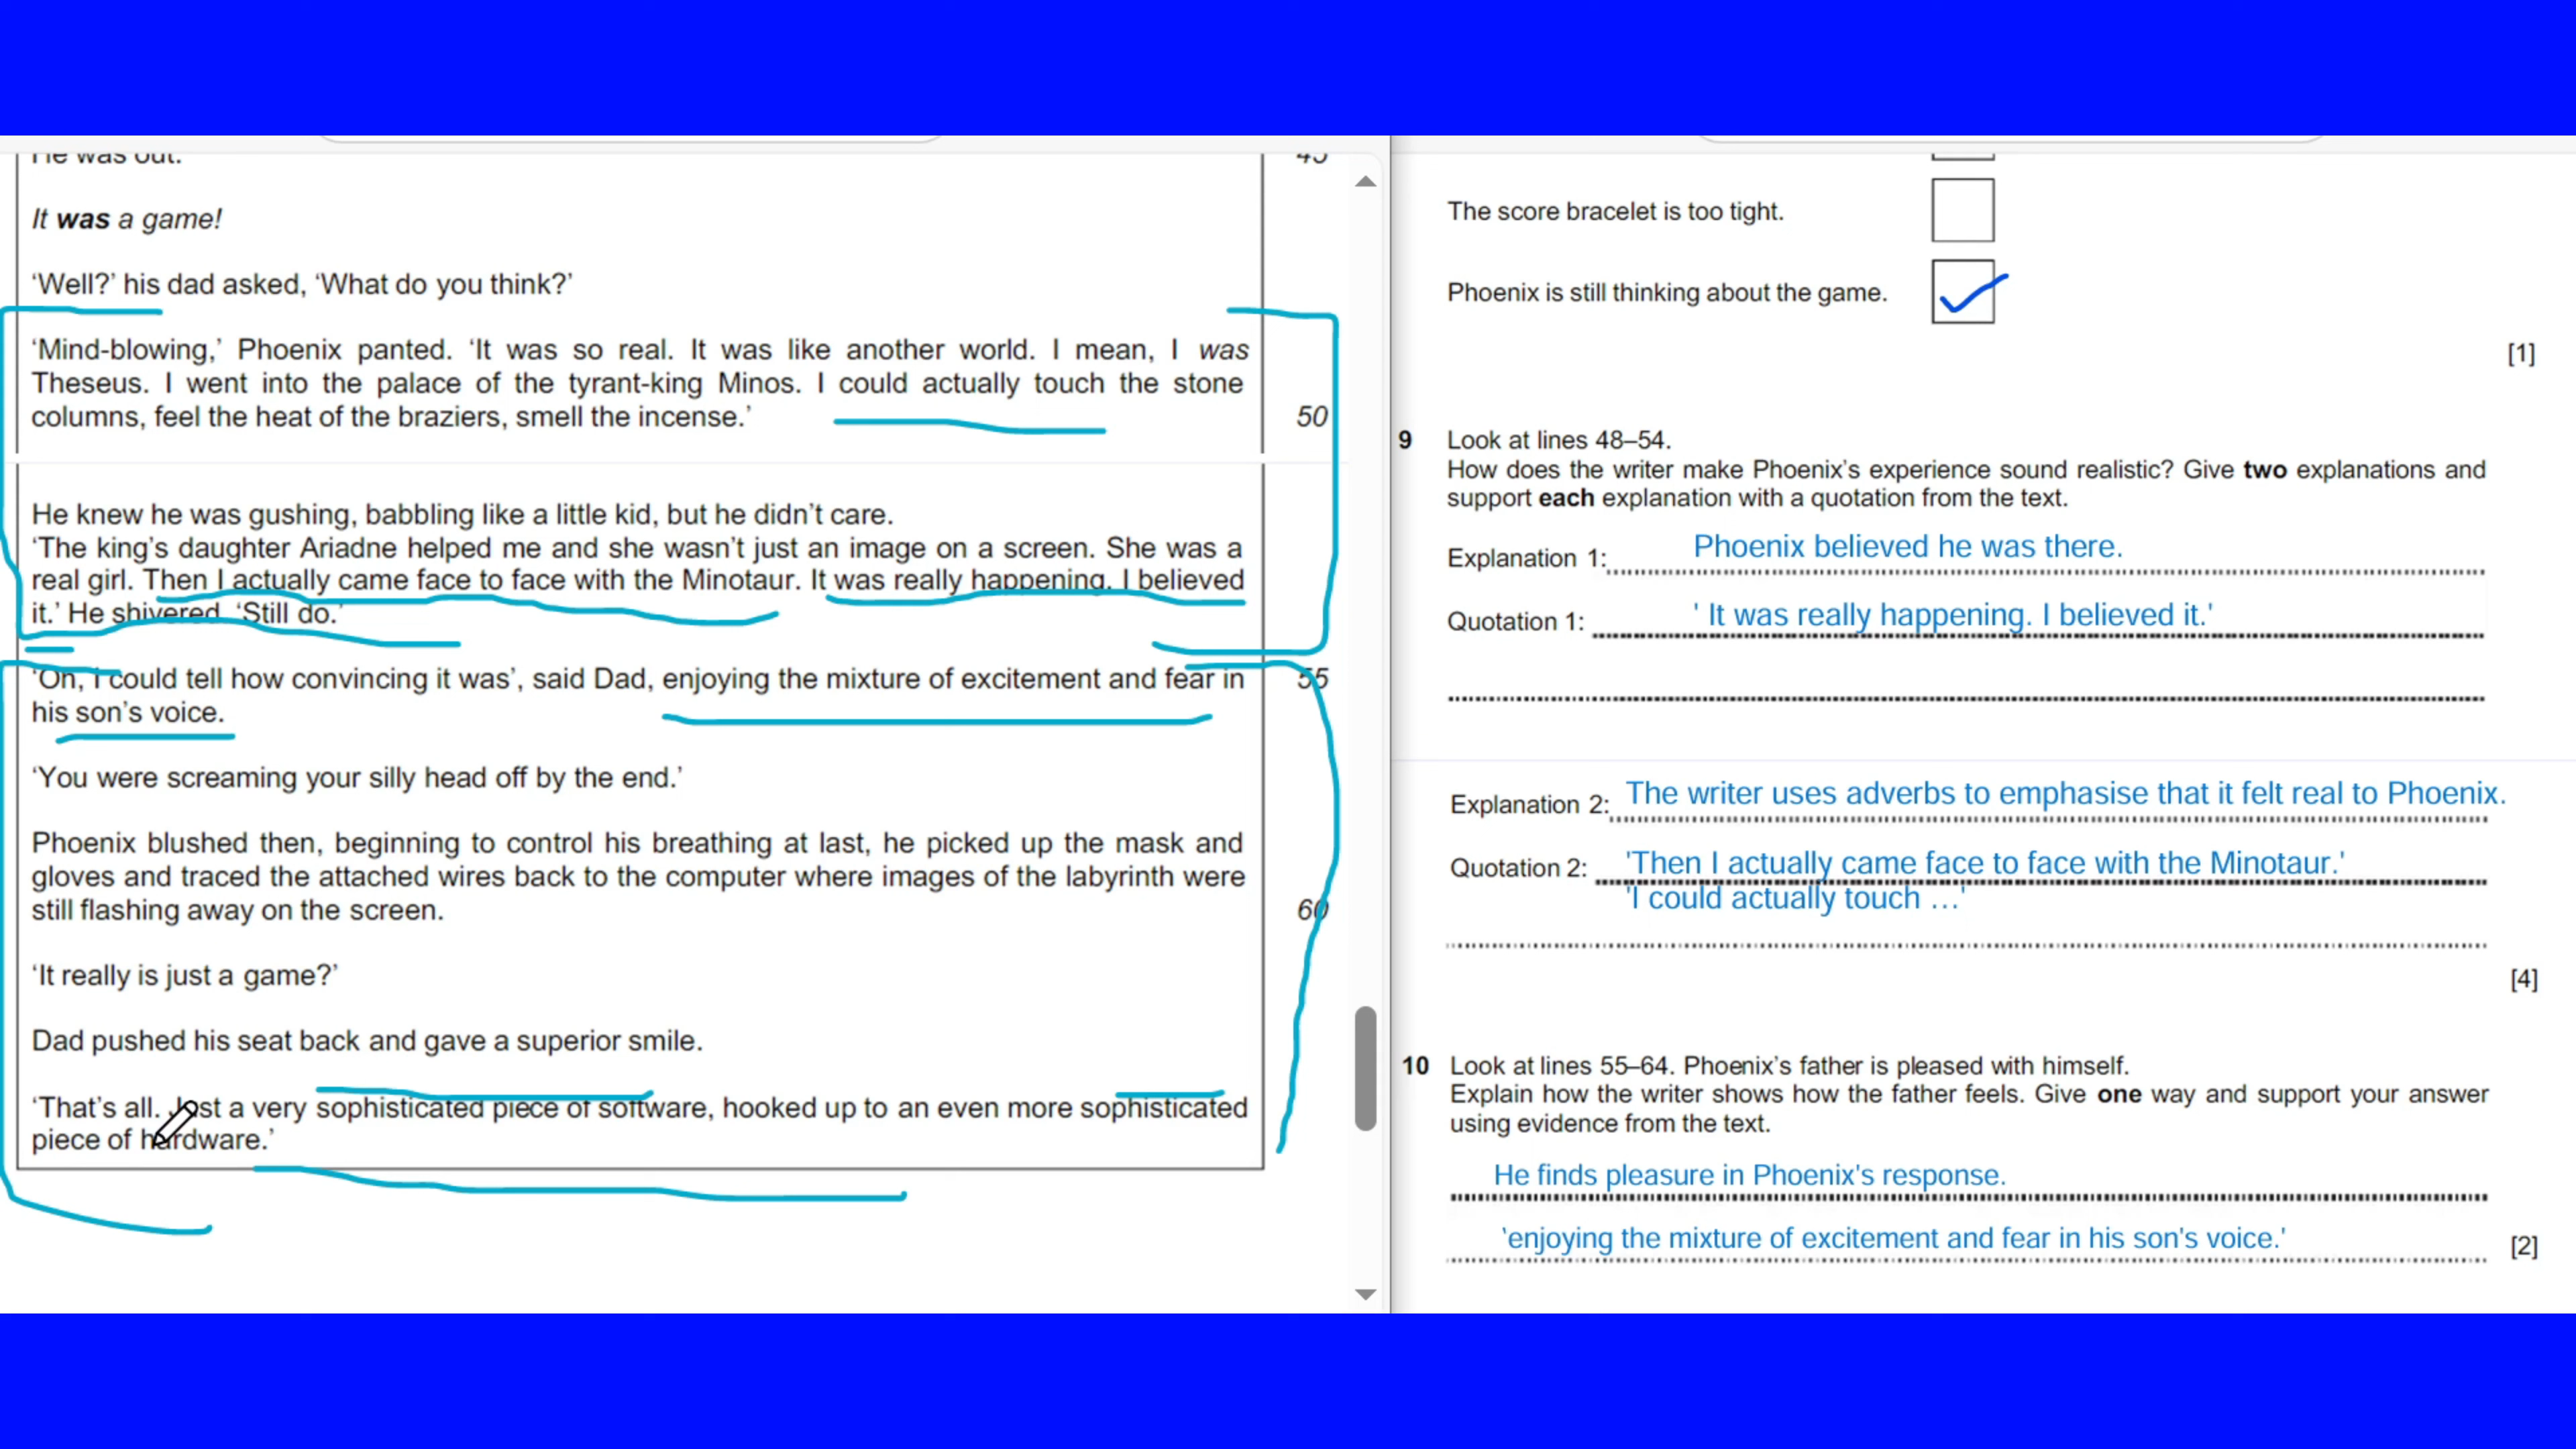 He was out.
45
It was a game!
‘Well?’ his dad asked, ‘What do you think?’
‘Mind-blowing,’ Phoenix panted. ‘It was so real. It was like another world. I mean, I was
Theseus. I went into the palace of the tyrant-king Minos. I could actually touch the stone
columns, feel the heat of the braziers, smell the incense.’
50
He knew he was gushing, babbling like a little kid, but he didn’t care.
‘The king’s daughter Ariadne helped me and she wasn’t just an image on a screen. She was a
real girl. Then I actually came face to face with the Minotaur. It was really happening. I believed
it.’ He shivered. ‘Still do.’
‘Oh, I could tell how convincing it was’, said Dad, enjoying the mixture of excitement and fear in
55
his son’s voice.
‘You were screaming your silly head off by the end.’
Phoenix blushed then, beginning to control his breathing at last, he picked up the mask and
gloves and traced the attached wires back to the computer where images of the labyrinth were
still flashing away on the screen.
60
‘It really is just a game?’
Dad pushed his seat back and gave a superior smile.
‘That’s all. Just a very sophisticated piece of software, hooked up to an even more sophisticated
piece of hardware.’
The score bracelet is too tight.
Phoenix is still thinking about the game.
[1]
9 Look at lines 48–54.
How does the writer make Phoenix’s experience sound realistic? Give two explanations and
support each explanation with a quotation from the text.
Explanation 1: Phoenix believed he was there.
Quotation 1: ' It was really happening. I believed it.'
Explanation 2: The writer uses adverbs to emphasise that it felt real to Phoenix.
Quotation 2: 'Then I actually came face to face with the Minotaur.'
'I could actually touch …'
[4]
10 Look at lines 55–64. Phoenix’s father is pleased with himself.
Explain how the writer shows how the father feels. Give one way and support your answer
using evidence from the text.
He finds pleasure in Phoenix's response.
'enjoying the mixture of excitement and fear in his son's voice.'
[2]